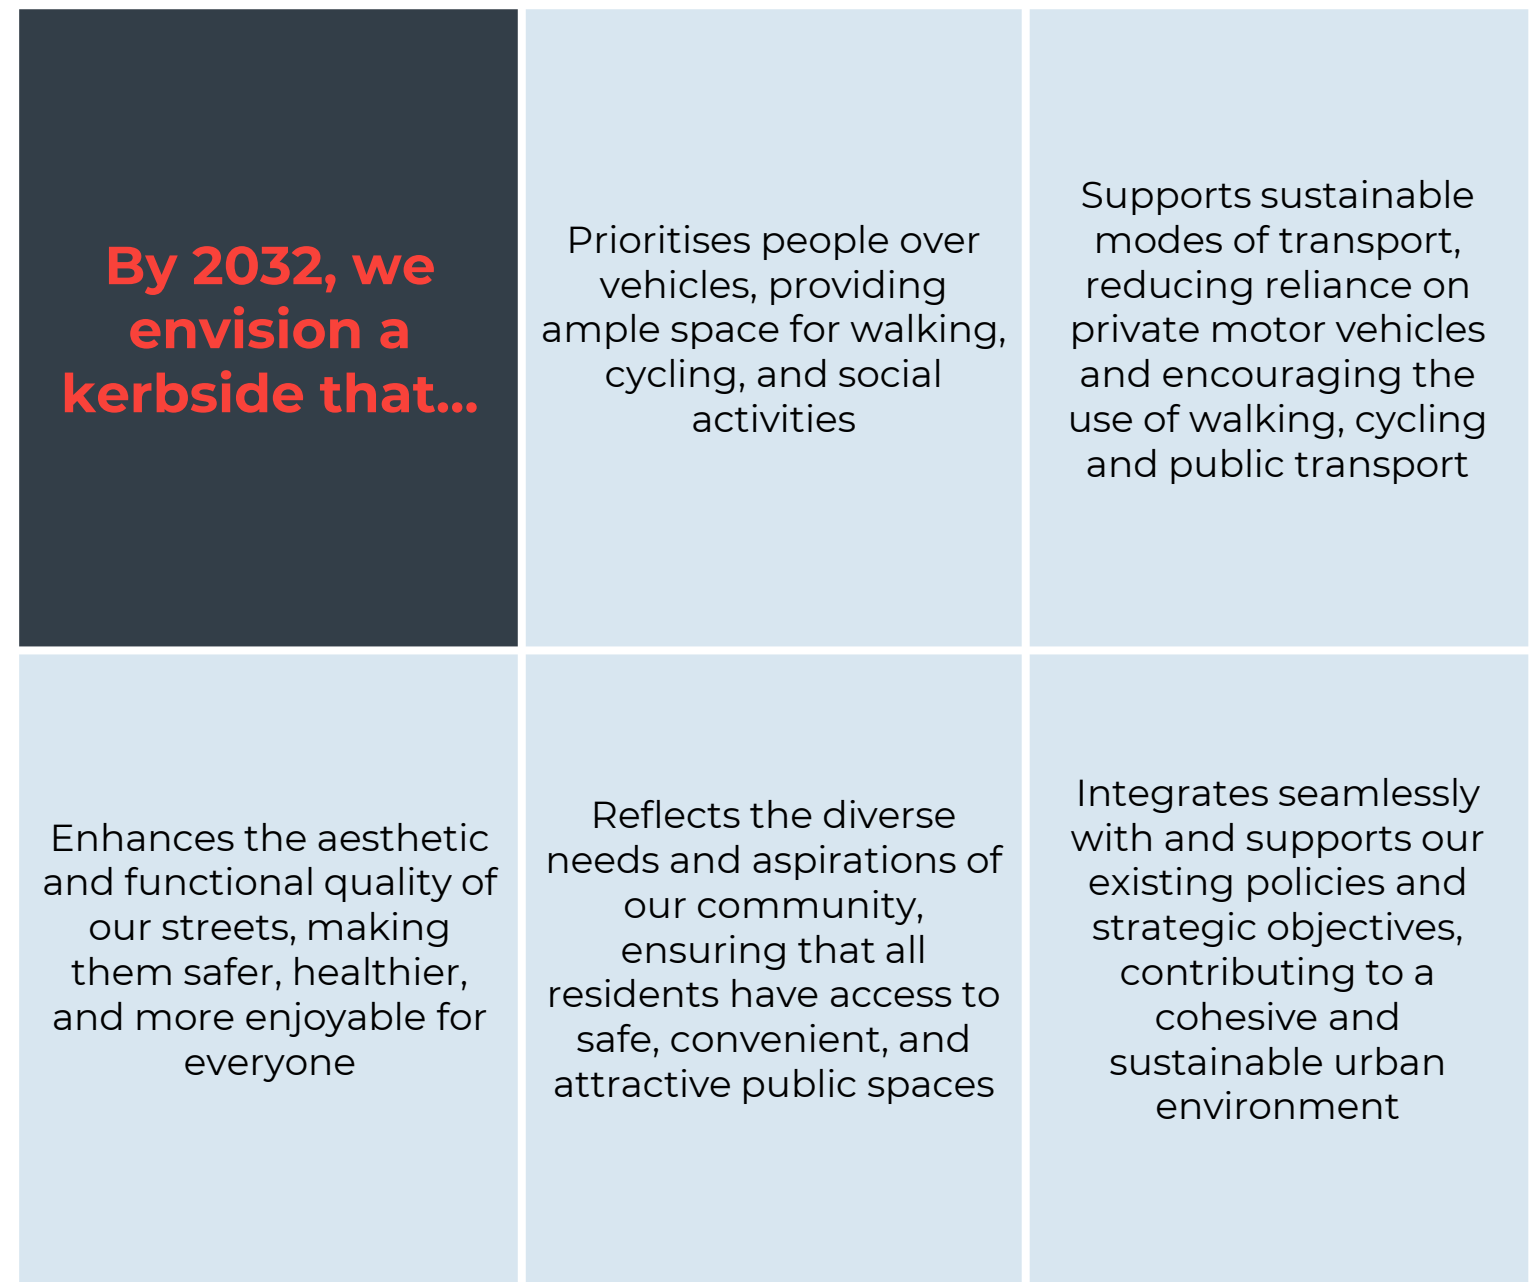 By 2032, we
envision a
kerbside that...
Prioritises people over
vehicles, providing
ample space for walking,
cycling, and social
activities
Supports sustainable
modes of transport,
reducing reliance on
private motor vehicles
and encouraging the
use of walking, cycling
and public transport
Enhances the aesthetic
and functional quality of
our streets, making
them safer, healthier,
and more enjoyable for
everyone
Reflects the diverse
needs and aspirations of
our community,
ensuring that all
residents have access to
safe, convenient, and
attractive public spaces
Integrates seamlessly
with and supports our
existing policies and
strategic objectives,
contributing to a
cohesive and
sustainable urban
environment